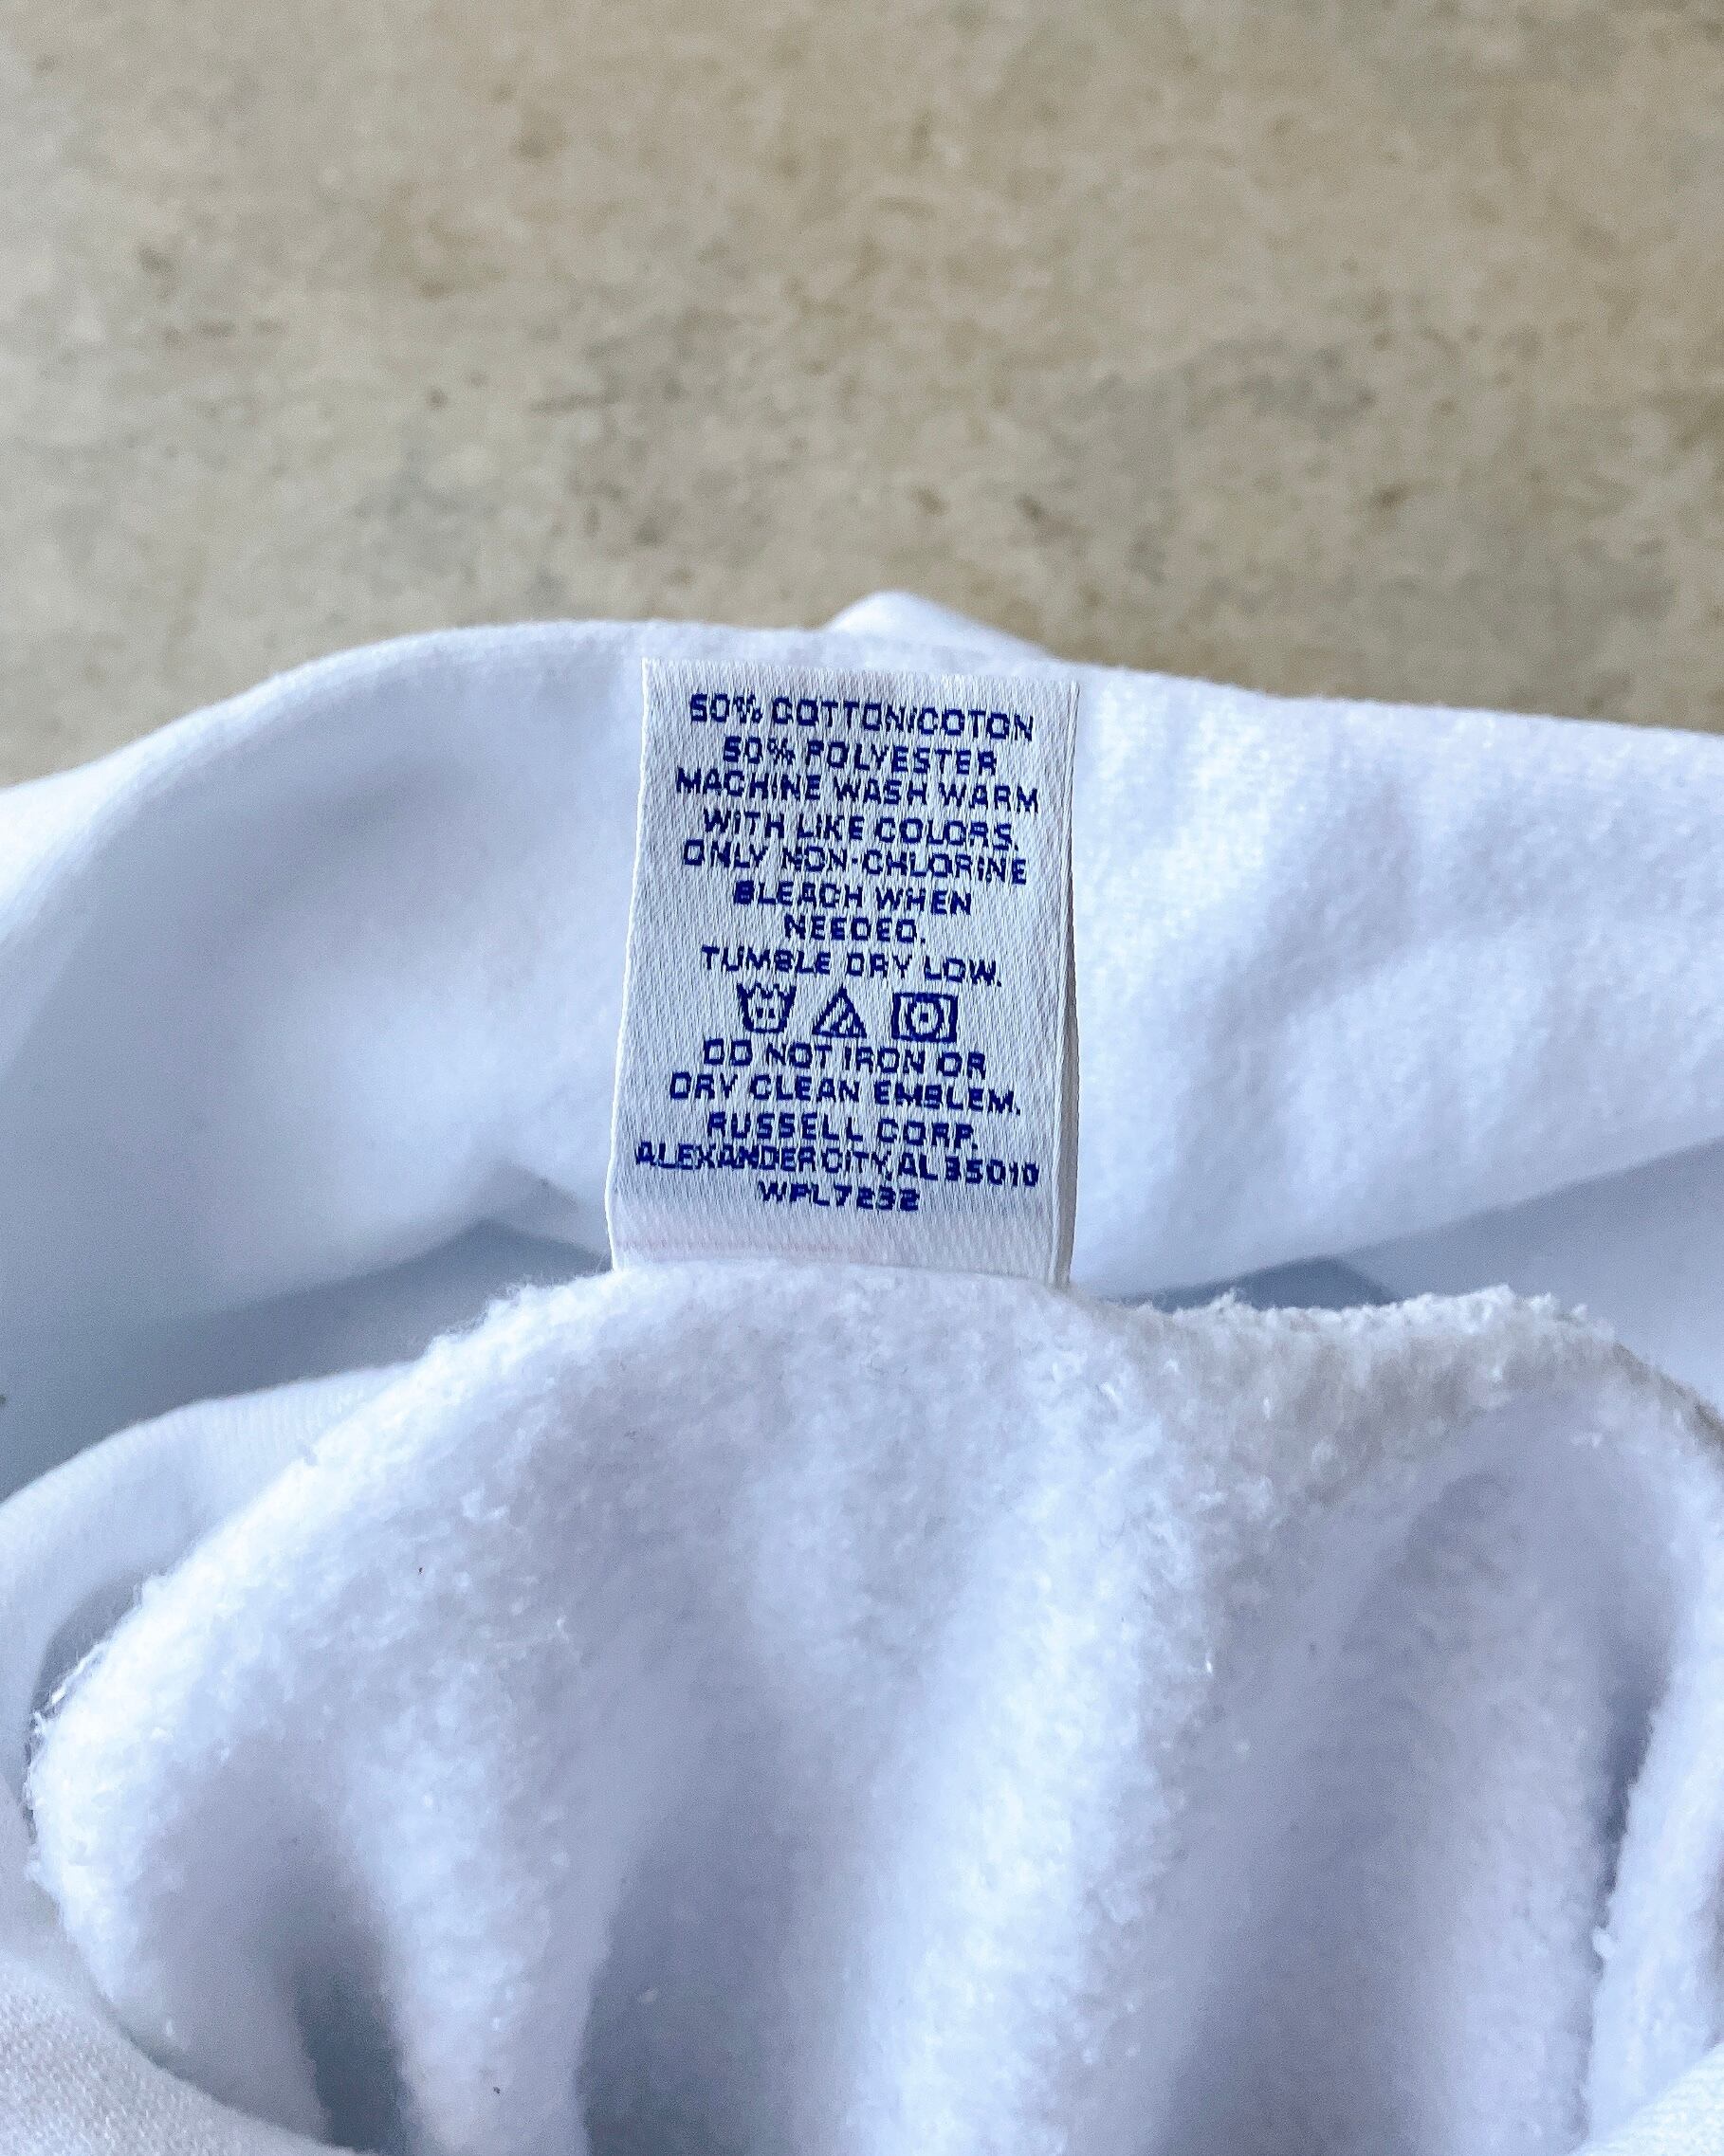 50% COTTON/COTON
50% POLYESTER
MACHINE WASH WARM
WITH LIKE COLORS.
ONLY NON-CHLORINE
BLEACH WHEN
NEEDED.
TUMBLE DRY LOW.
DO NOT IRON OR
DRY CLEAN EMBLEM.
RUSSELL CORP.
ALEXANDER CITY, AL 35010
WPL7232